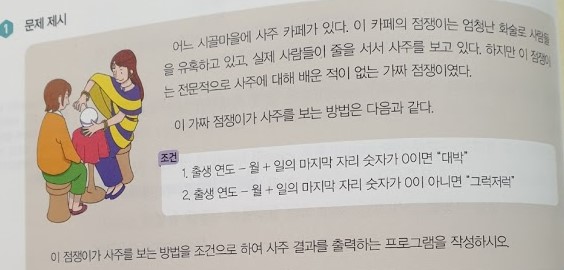 1 문제 제시
어느 시골마을에 사주 카페가 있다. 이 카페의 점쟁이는 엄청난 화술로 사람들
을 유혹하고 있고, 실제 사람들이 줄을 서서 사주를 보고 있다. 하지만 이 점쟁이
는 전문적으로 사주에 대해 배운 적이 없는 가짜 점쟁이였다.
이 가짜 점쟁이가 사주를 보는 방법은 다음과 같다.
조건
1. 출생 연도 - 월 + 일의 마지막 자리 숫자가 0이면 "대박"
2. 출생 연도 - 월 + 일의 마지막 자리 숫자가 0이 아니면 "그럭저럭"
이 점쟁이가 사주를 보는 방법을 조건으로 하여 사주 결과를 출력하는 프로그램을 작성하시오.